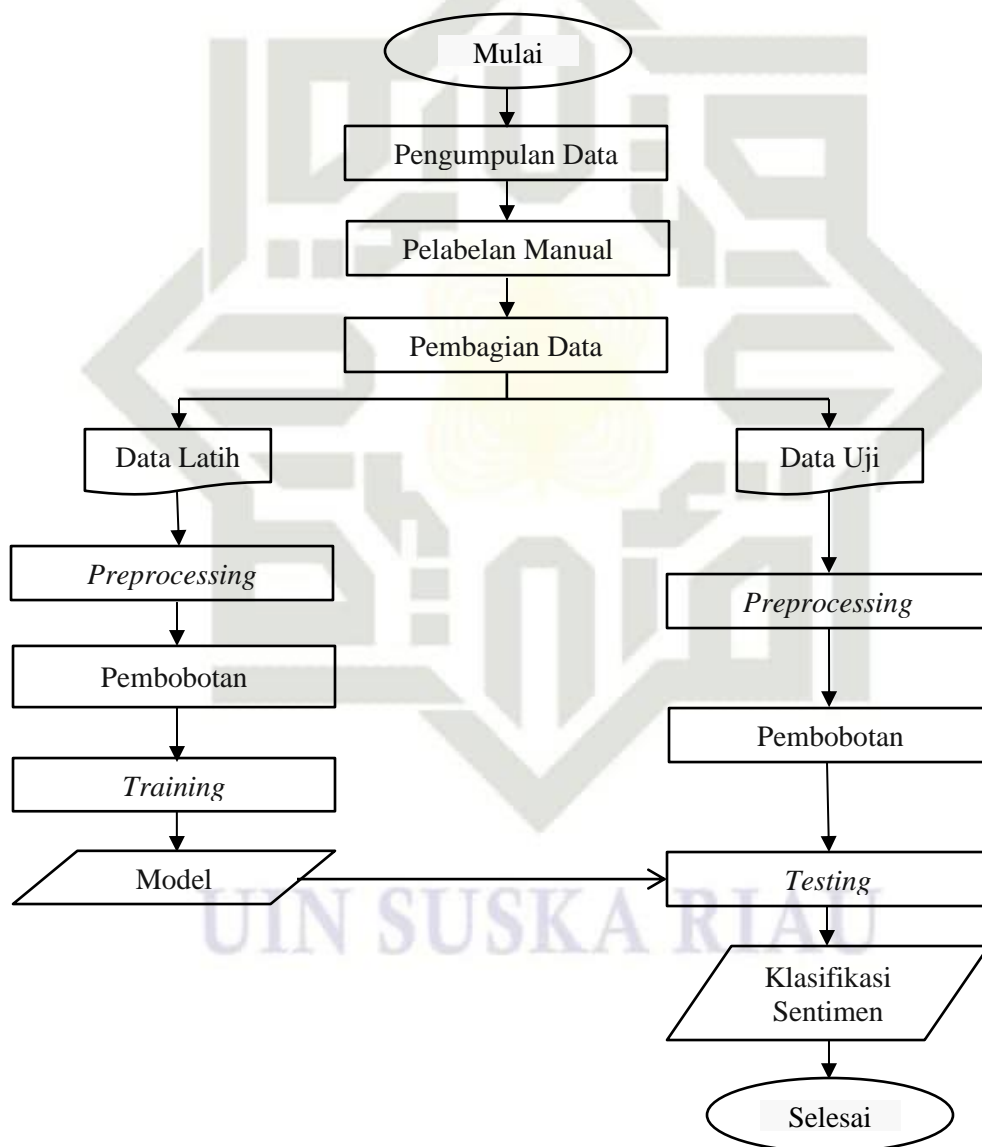 Mulai
Pengumpulan Data
Pelabelan Manual
Pembagian Data
Data Latih
Data Uji
Preprocessing
Preprocessing
Pembobotan
Pembobotan
Training
Model
Testing
UIN SUSKA RIAU
Klasifikasi
Sentimen
Selesai